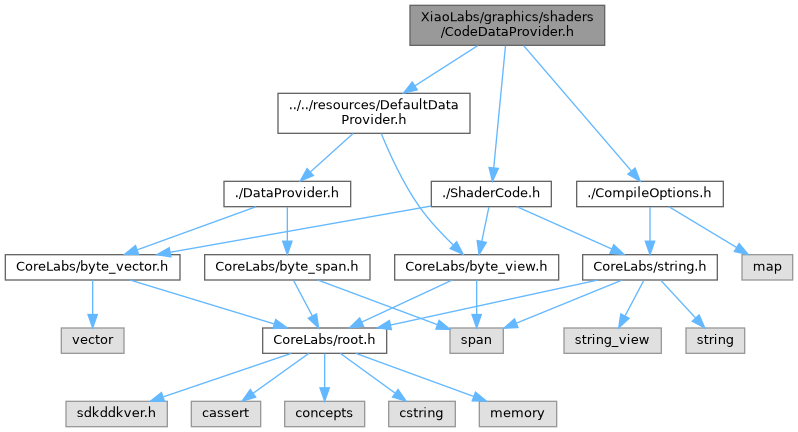 XiaoLabs/graphics/shaders
/CodeDataProvider.h
../../resources/DefaultData
Provider.h
./DataProvider.h
./ShaderCode.h
./CompileOptions.h
CoreLabs/byte_vector.h
CoreLabs/byte_span.h
CoreLabs/byte_view.h
CoreLabs/string.h
map
vector
CoreLabs/root.h
span
string_view
string
sdkddkver.h
cassert
concepts
cstring
memory